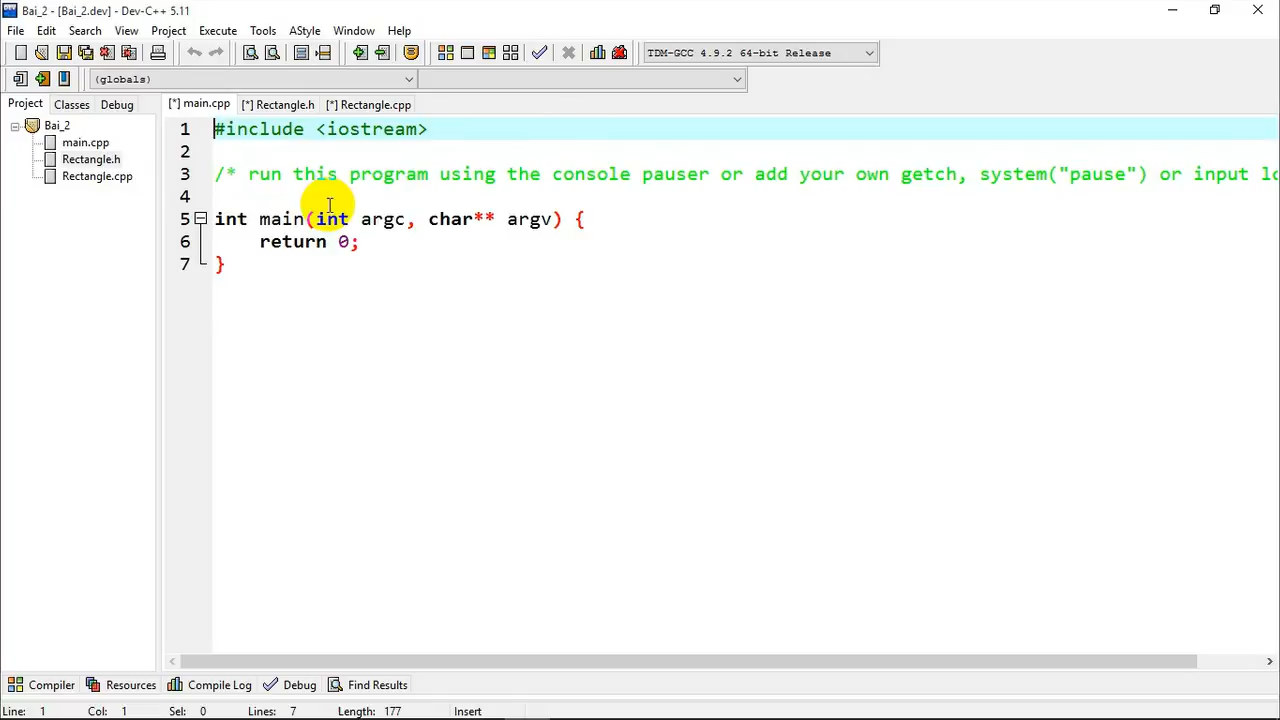 Bai_2 - [Bai_2.dev] - Dev-C++ 5.11
File Edit Search View Project Execute Tools AStyle Window Help
TDM-GCC 4.9.2 64-bit Release
(globals)
Project Classes Debug [*] main.cpp [*] Rectangle.h [*] Rectangle.cpp
Bai_2
main.cpp
Rectangle.h
Rectangle.cpp
1 #include <iostream>
2
3 /* run this program using the console pauser or add your own getch, system("pause") or input lo
4
5 int main(int argc, char** argv) {
6 return 0;
7 }
Compiler Resources Compile Log Debug Find Results
Line: 1 Col: 1 Sel: 0 Lines: 7 Length: 177 Insert